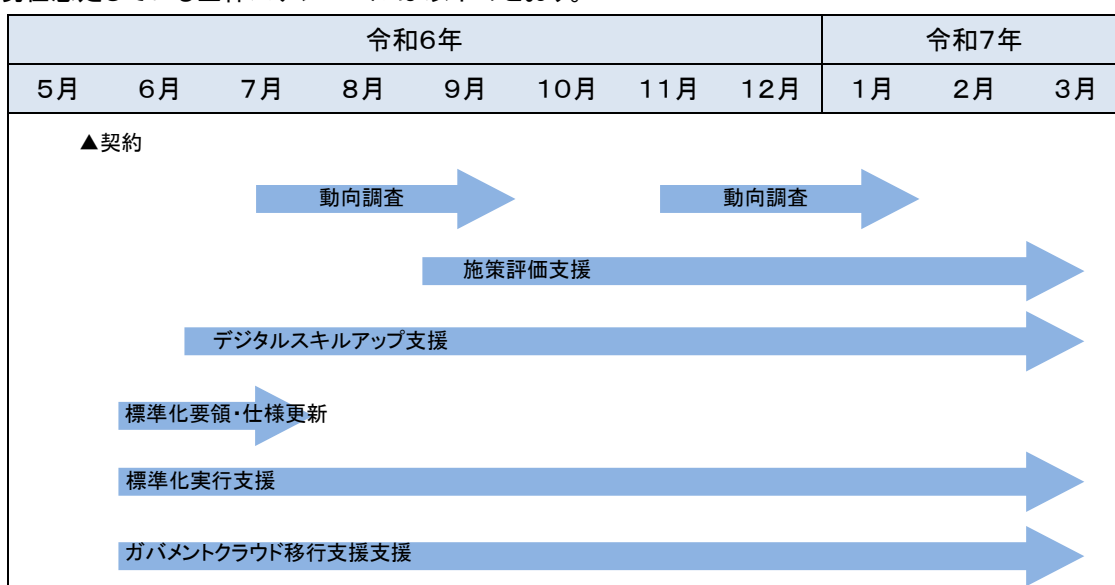 令和6年 令和7年
5月 6月 7月 8月 9月 10月 11月 12月 1月 2月 3月
▲契約
動向調査 動向調査
施策評価支援
デジタルスキルアップ支援
標準化要領・仕様更新
標準化実行支援
ガバメントクラウド移行支援支援